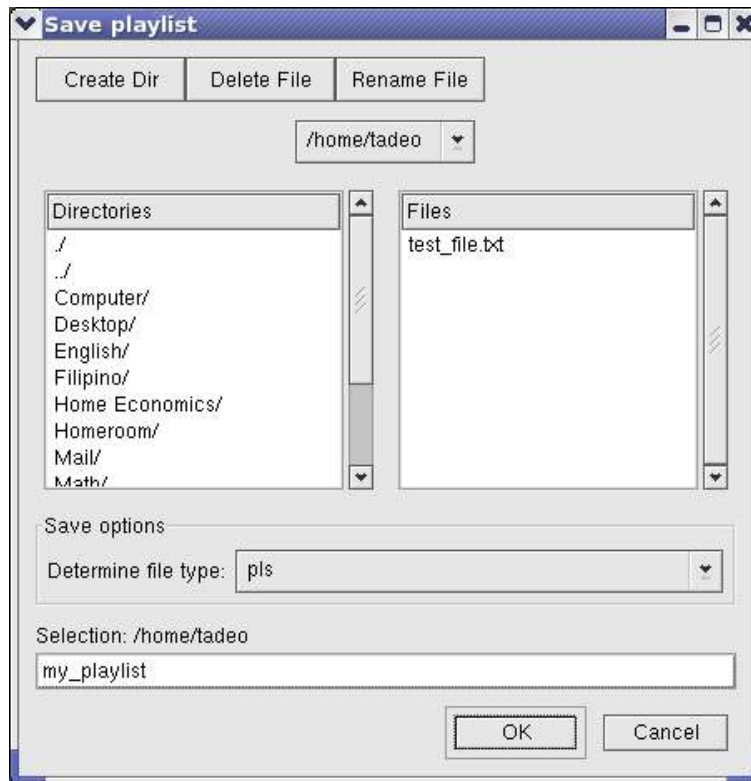 Save playlist
Create Dir
Delete File
Rename File
/home/tadeo
Directories
./
../
Computer/
Desktop/
English/
Filipino/
Home Economics/
Homeroom/
Mail/
Math/
Files
test_file.txt
Save options
Determine file type: pls
Selection: /home/tadeo
my_playlist
OK
Cancel